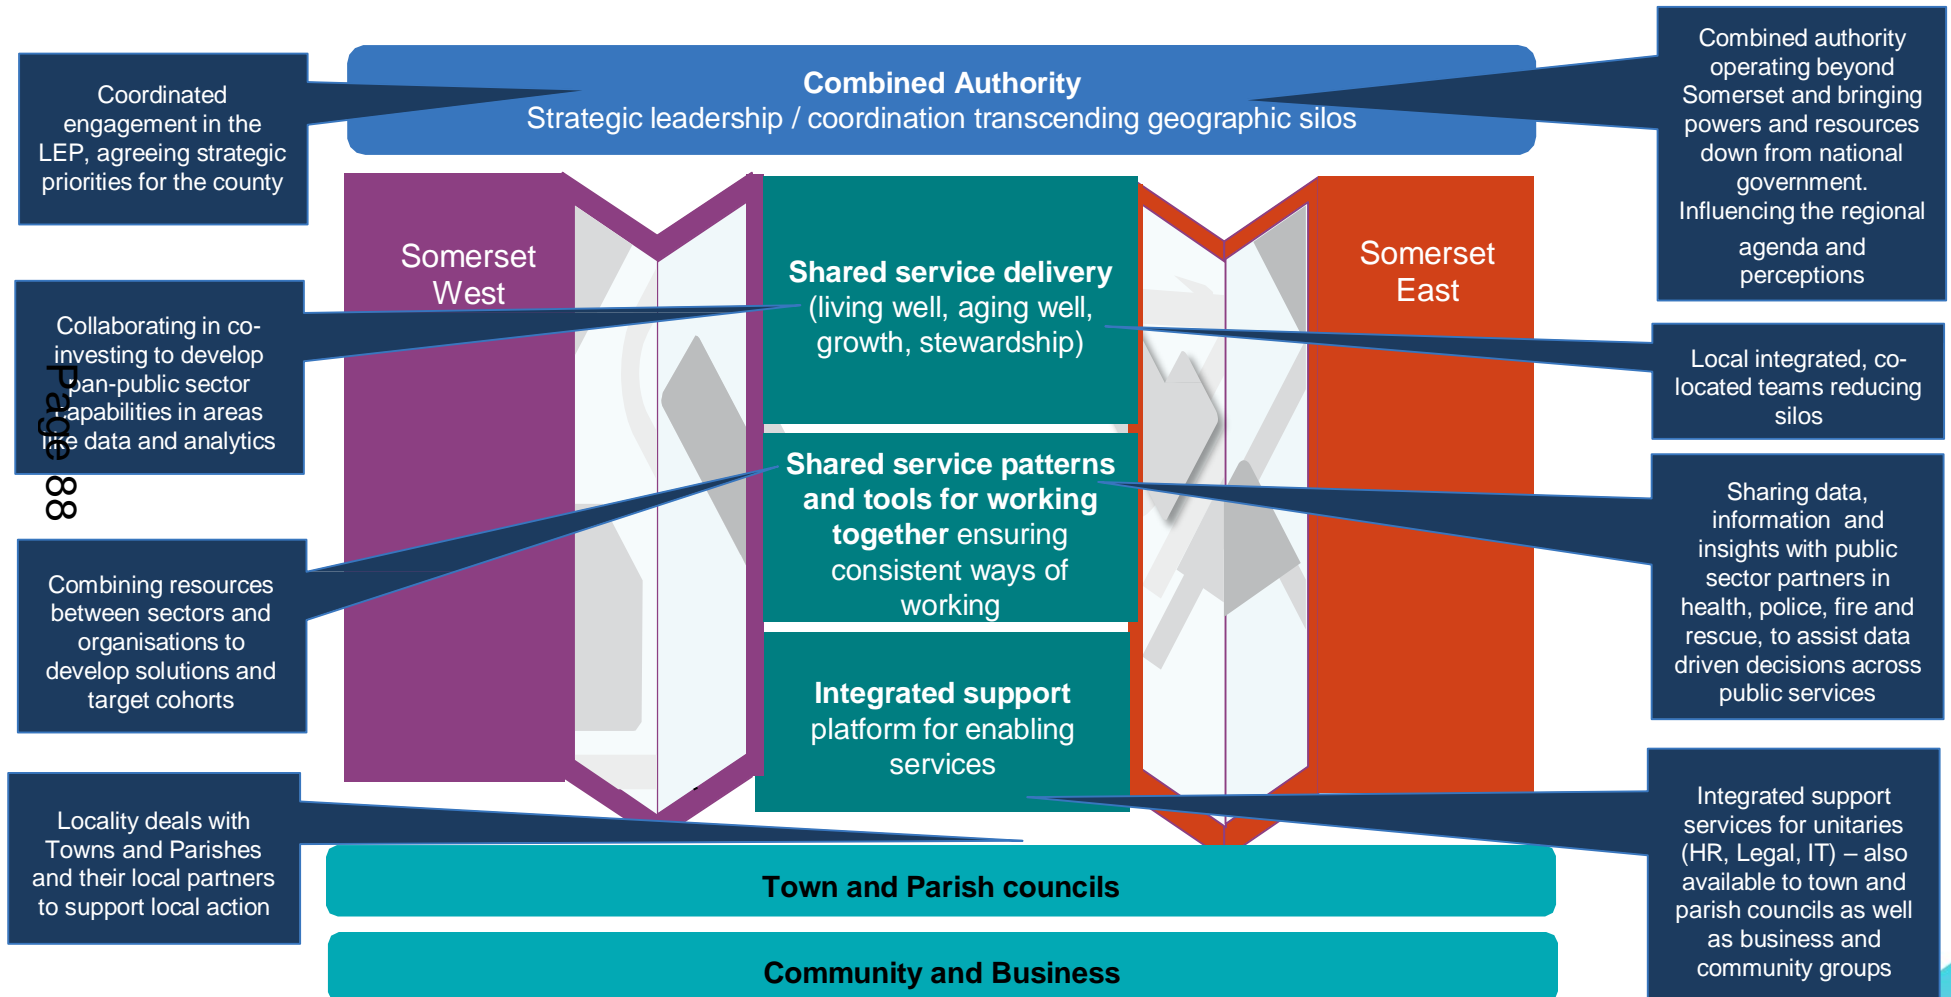 Combined Authority
Strategic leadership / coordination transcending geographic silos
Coordinated
engagement in the
LEP, agreeing strategic
priorities for the county
Combined authority
operating beyond
Somerset and bringing
powers and resources
down from national
government.
Influencing the regional
agenda and
perceptions
Somerset
West
Shared service delivery
(living well, aging well,
growth, stewardship)
Somerset
East
Collaborating in co-
investing to develop
pan-public sector
capabilities in areas
like data and analytics
Page 88
Local integrated, co-
located teams reducing
silos
Shared service patterns
and tools for working
together ensuring
consistent ways of
working
Combining resources
between sectors and
organisations to
develop solutions and
target cohorts
Sharing data,
information  and
insights with public
sector partners in
health, police, fire and
rescue, to assist data
driven decisions across
public services
Integrated support
platform for enabling
services
Locality deals with
Towns and Parishes
and their local partners
to support local action
Integrated support
services for unitaries
(HR, Legal, IT) – also
available to town and
parish councils as well
as business and
community groups
Town and Parish councils
Community and Business